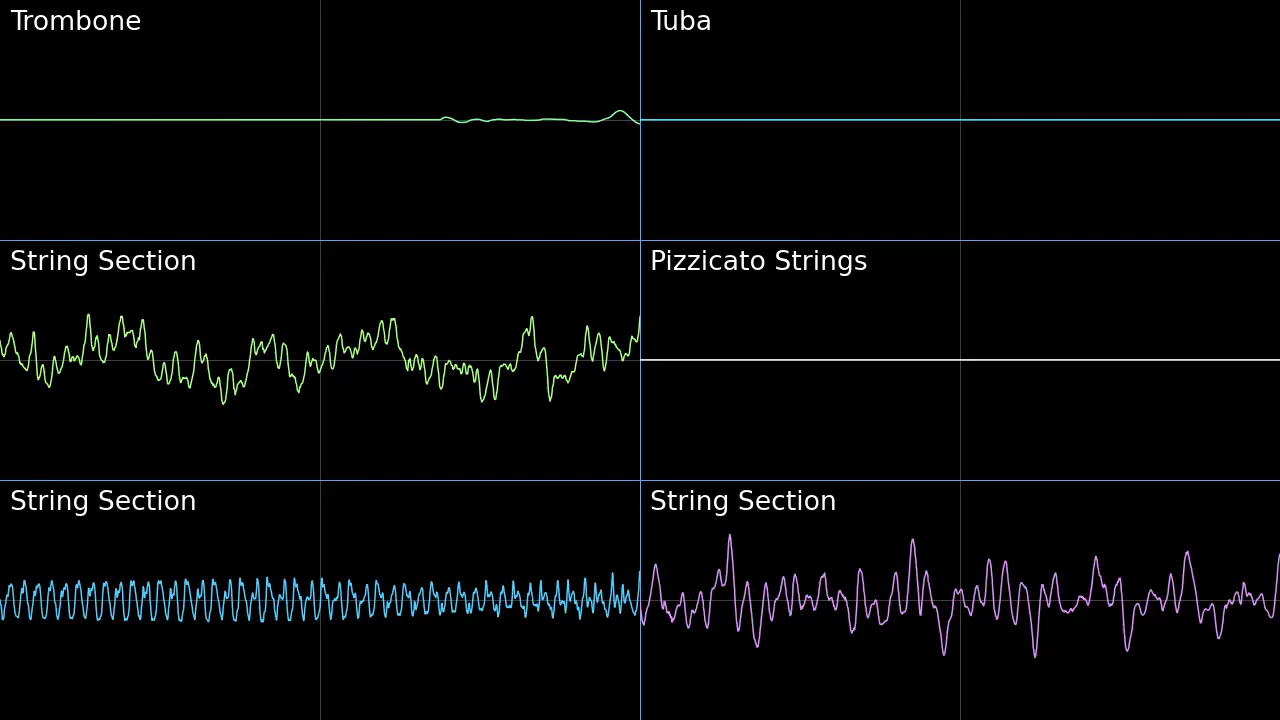 Trombone
Tuba
String Section
Pizzicato Strings
String Section
String Section